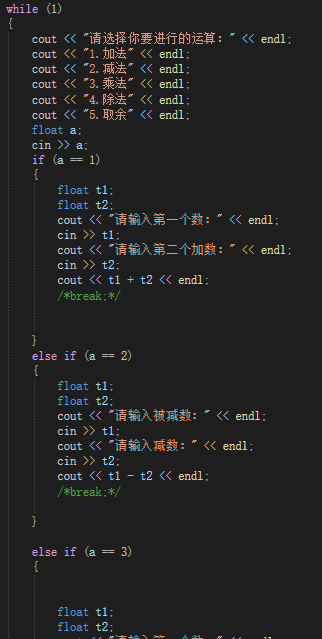 while (1)
{
cout << "请选择你要进行的运算: " << endl;
cout << "1.加法" << endl;
cout << "2.减法" << endl;
cout << "3.乘法" << endl;
cout << "4.除法" << endl;
cout << "5.取余" << endl;
float a;
cin >> a;
if (a == 1)
{
float t1;
float t2;
cout << "请输入第一个数: " << endl;
cin >> t1;
cout << "请输入第二个加数: " << endl;
cin >> t2;
cout << t1 + t2 << endl;
/*break;*/
}
else if (a == 2)
{
float t1;
float t2;
cout << "请输入被减数: " << endl;
cin >> t1;
cout << "请输入减数: " << endl;
cin >> t2;
cout << t1 - t2 << endl;
/*break;*/
}
else if (a == 3)
{
float t1;
float t2;